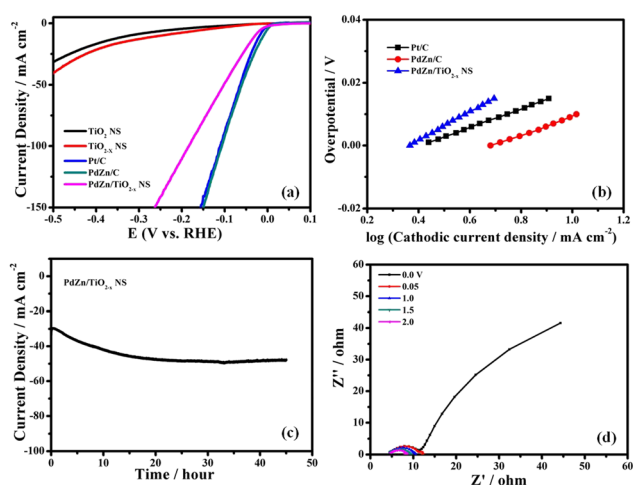 0
-50
-100
-150
-0.5 -0.4 -0.3 -0.2 -0.1 0.0 0.1
Current Density / mA cm⁻²
E (V vs. RHE)
TiO₂ NS
TiO₂₋ₓ NS
Pt/C
PdZn/C
PdZn/TiO₂₋ₓ NS
(a)
0.04
0.02
0.00
-0.02
0.2 0.4 0.6 0.8 1.0 1.2
Overpotential / V
log (Cathodic current density / mA cm⁻²)
Pt/C
PdZn/C
PdZn/TiO₂₋ₓ NS
(b)
20
0
-20
-40
-60
-80
-100
0 10 20 30 40 50
Current Density / mA cm⁻²
Time / hour
PdZn/TiO₂₋ₓ NS
(c)
60
50
40
30
20
10
0
0 10 20 30 40 50 60
Z'' / ohm
Z' / ohm
0.0 V
0.05
1.0
1.5
2.0
(d)